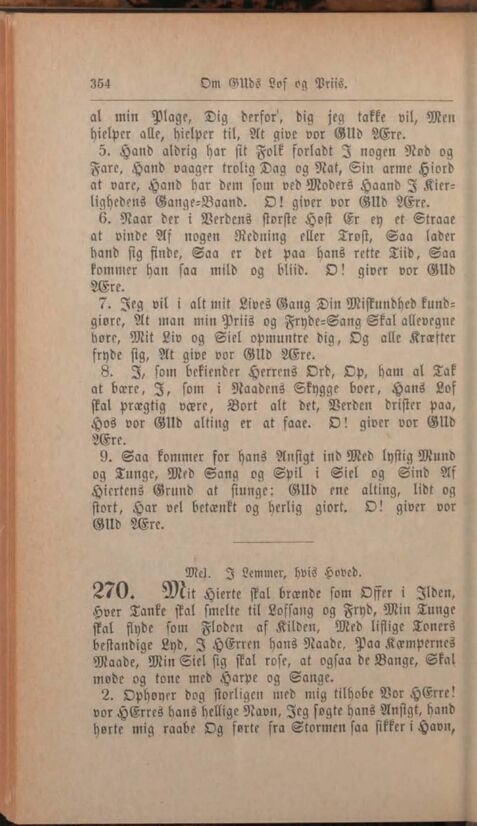 354 Om GUds Lof og Priis.
al min Plage, Dig derfor', dig jeg takke vil, Men
hielper alle, hielper til, At give vor GUd Ære.
5. Hand aldrig har sit Folk forladt I nogen Nød og
Fare, Hand vaager trolig Dag og Nat, Sin arme Hiord
at vare, Hand har dem som ved Moders Haand I Kier-
lighedens Gange-Baand. O! giver vor GUd Ære.
6. Naar der i Verdens største Høst Er ey et Straae
at vinde Af nogen Redning eller Trøst, Saa lader
hand sig finde, Saa er det paa hans rette Tiid, Saa
kommer han saa mild og bliid. O! giver vor GUd
Ære.
7. Jeg vil i alt mit Lives Gang Din Miskundhed kund-
giøre, At man min Priis og Fryde-Sang Skal allevegne
høre, Mit Liv og Siel opmuntre dig, Og alle Kræfter
fryde sig, At give vor GUd Ære.
8. I, som bekiender Herrens Ord, Op, ham al Tak
at bære, I, som i Naadens Skygge boer, Hans Lof
skal prægtig være, Bort alt det, Verden drister paa,
Hos vor GUd alting er at faae. O! giver vor GUd
Ære.
9. Saa kommer for hans Ansigt ind Med lystig Mund
og Tunge, Med Sang og Spil i Siel og Sind Af
Hiertens Grund at siunge: GUd ene alting, lidt og
stort, Har vel betænkt og herlig giort. O! giver vor
GUd Ære.
Mel. I Lemmer, hvis Hoved.
270. Mit Hierte skal brænde som Offer i Ilden,
Hver Tanke skal smelte til Lofsang og Fryd, Min Tunge
skal flyde som Floden af Kilden, Med liflige Toners
bestandige Lyd, I HErren hans Naade, Paa Kæmpernes
Maade, Min Siel sig skal rose, at ogsaa de Bange, Skal
møde og tone med Harpe og Sange.
2. Ophøyer dog storligen med mig tilhobe Vor HErre!
vor HErres hans hellige Navn, Jeg søgte hans Ansigt, hand
hørte mig raabe Og førte fra Stormen saa sikker i Havn,